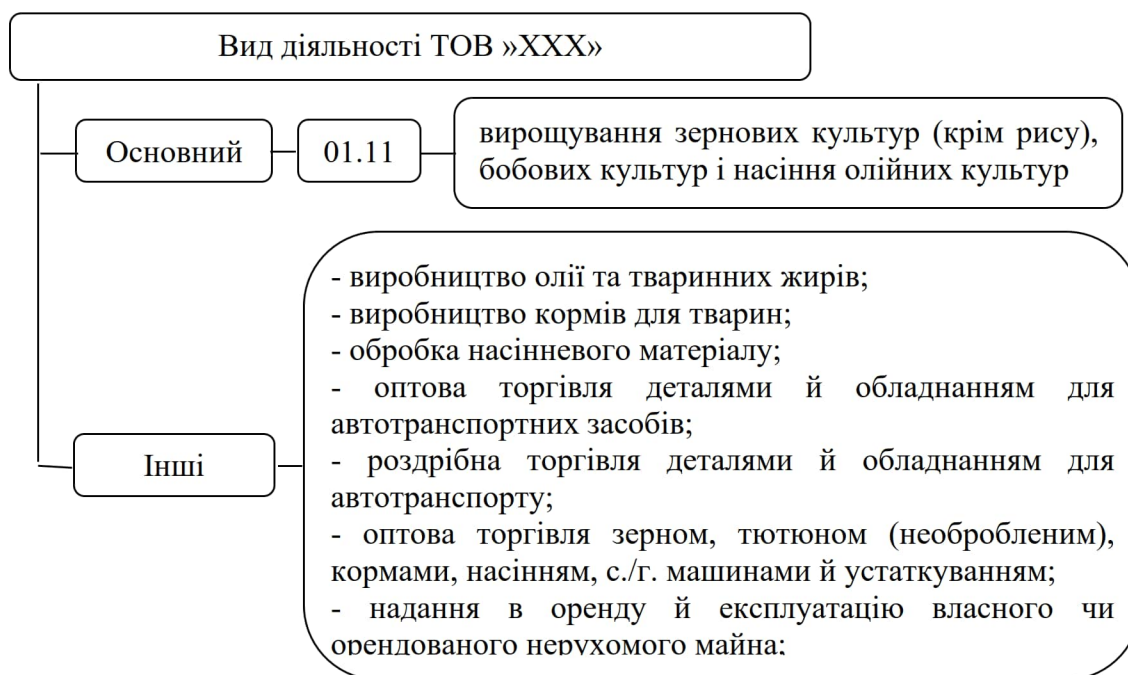 Вид діяльності ТОВ »ХХХ»
Основний
01.11
вирощування зернових культур (крім рису),
бобових культур і насіння олійних культур
Інші
- виробництво олії та тваринних жирів;
- виробництво кормів для тварин;
- обробка насінневого матеріалу;
- оптова торгівля деталями й обладнанням для
автотранспортних засобів;
- роздрібна торгівля деталями й обладнанням для
автотранспорту;
- оптова торгівля зерном, тютюном (необробленим),
кормами, насінням, с./г. машинами й устаткуванням;
- надання в оренду й експлуатацію власного чи
орендованого нерухомого майна;